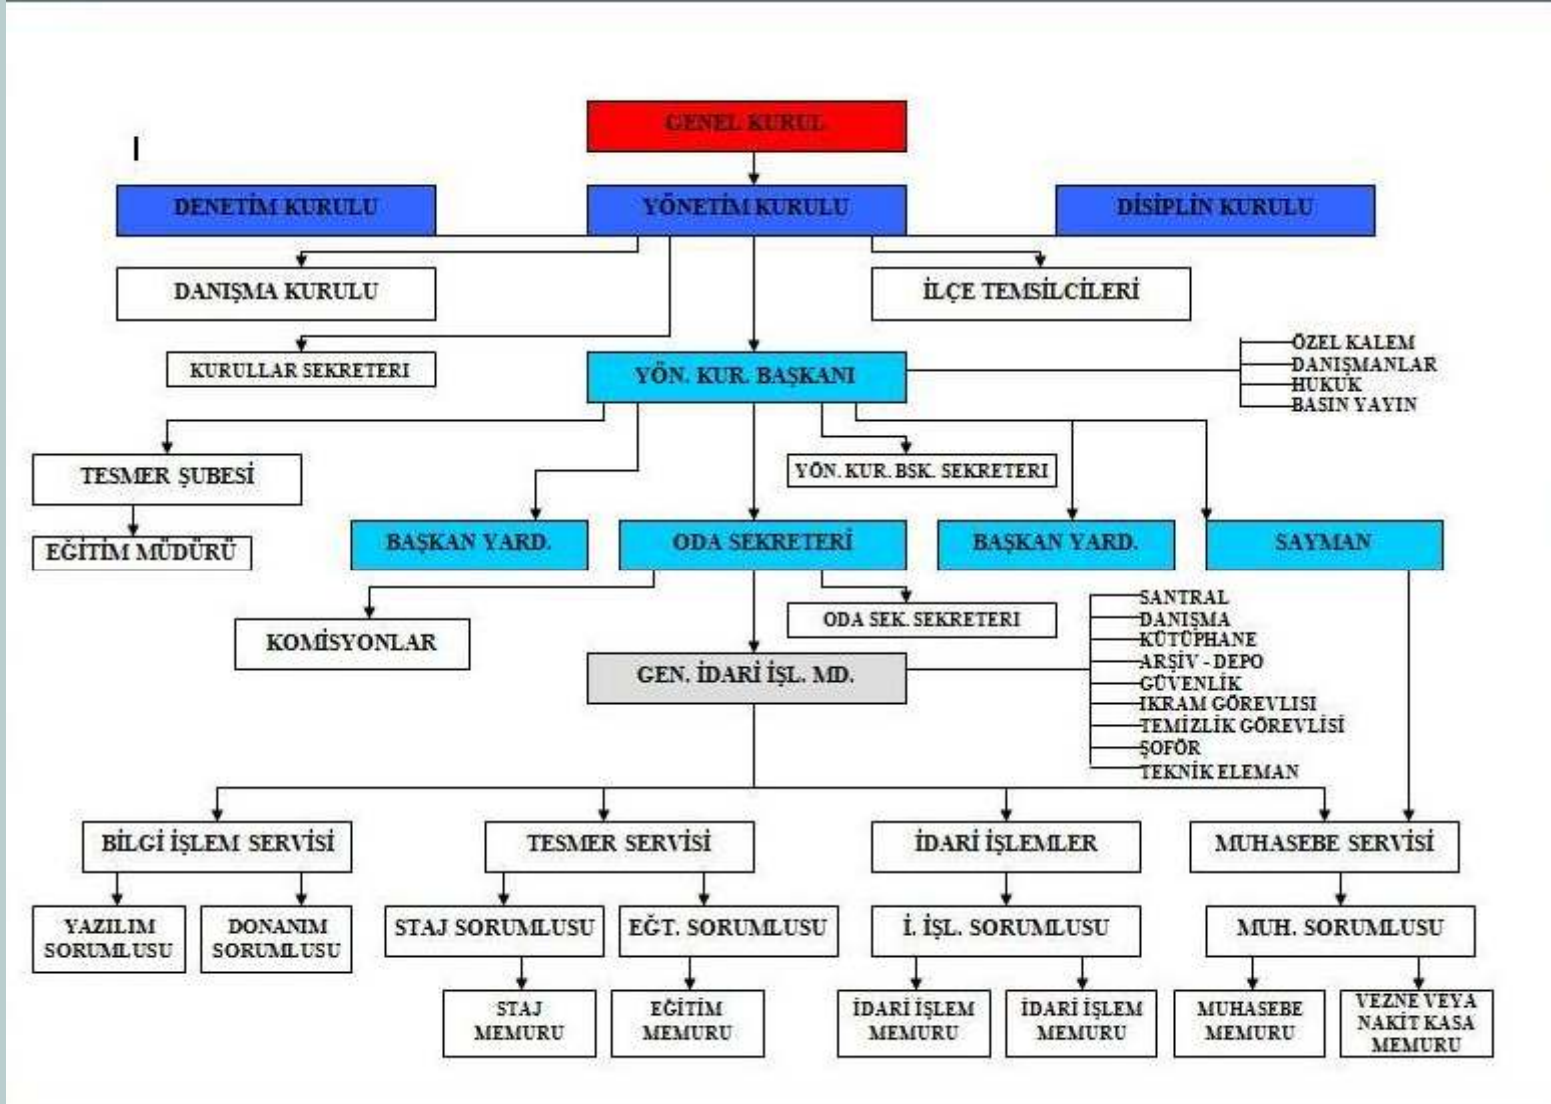 GENEL KURUL
DENETİM KURULU
YÖNETİM KURULU
DİSİPLİN KURULU
DANIŞMA KURULU
İLÇE TEMSİLCİLERİ
KURULLAR SEKRETERI
YÖN. KUR. BAŞKANI
ÖZEL KALEM
DANIŞMANLAR
HUKUK
BASIN YAYIN
TESMER ŞUBESİ
YÖN. KUR. BSK. SEKRETERI
EĞİTİM MÜDÜRÜ
BAŞKAN YARD.
ODA SEKRETERİ
BAŞKAN YARD.
SAYMAN
KOMİSYONLAR
ODA SEK. SEKRETERI
SANTRAL
DANIŞMA
KÜTÜPHANE
ARŞİV - DEPO
GÜVENLİK
IKRAM GÖREVLISI
TEMİZLİK GÖREVLİSİ
ŞOFÖR
TEKNİK ELEMAN
GEN. İDARİ İŞL. MD.
BİLGİ İŞLEM SERVİSİ
TESMER SERVİSİ
İDARİ İŞLEMLER
MUHASEBE SERVİSİ
YAZILIM
SORUMLUSU
DONANIM
SORUMLUSU
STAJ SORUMLUSU
EĞT. SORUMLUSU
İ. İŞL. SORUMLUSU
MUH. SORUMLUSU
STAJ
MEMURU
EĞİTİM
MEMURU
İDARİ İŞLEM
MEMURU
İDARİ İŞLEM
MEMURU
MUHASEBE
MEMURU
VEZNE VEYA
NAKİT KASA
MEMURU